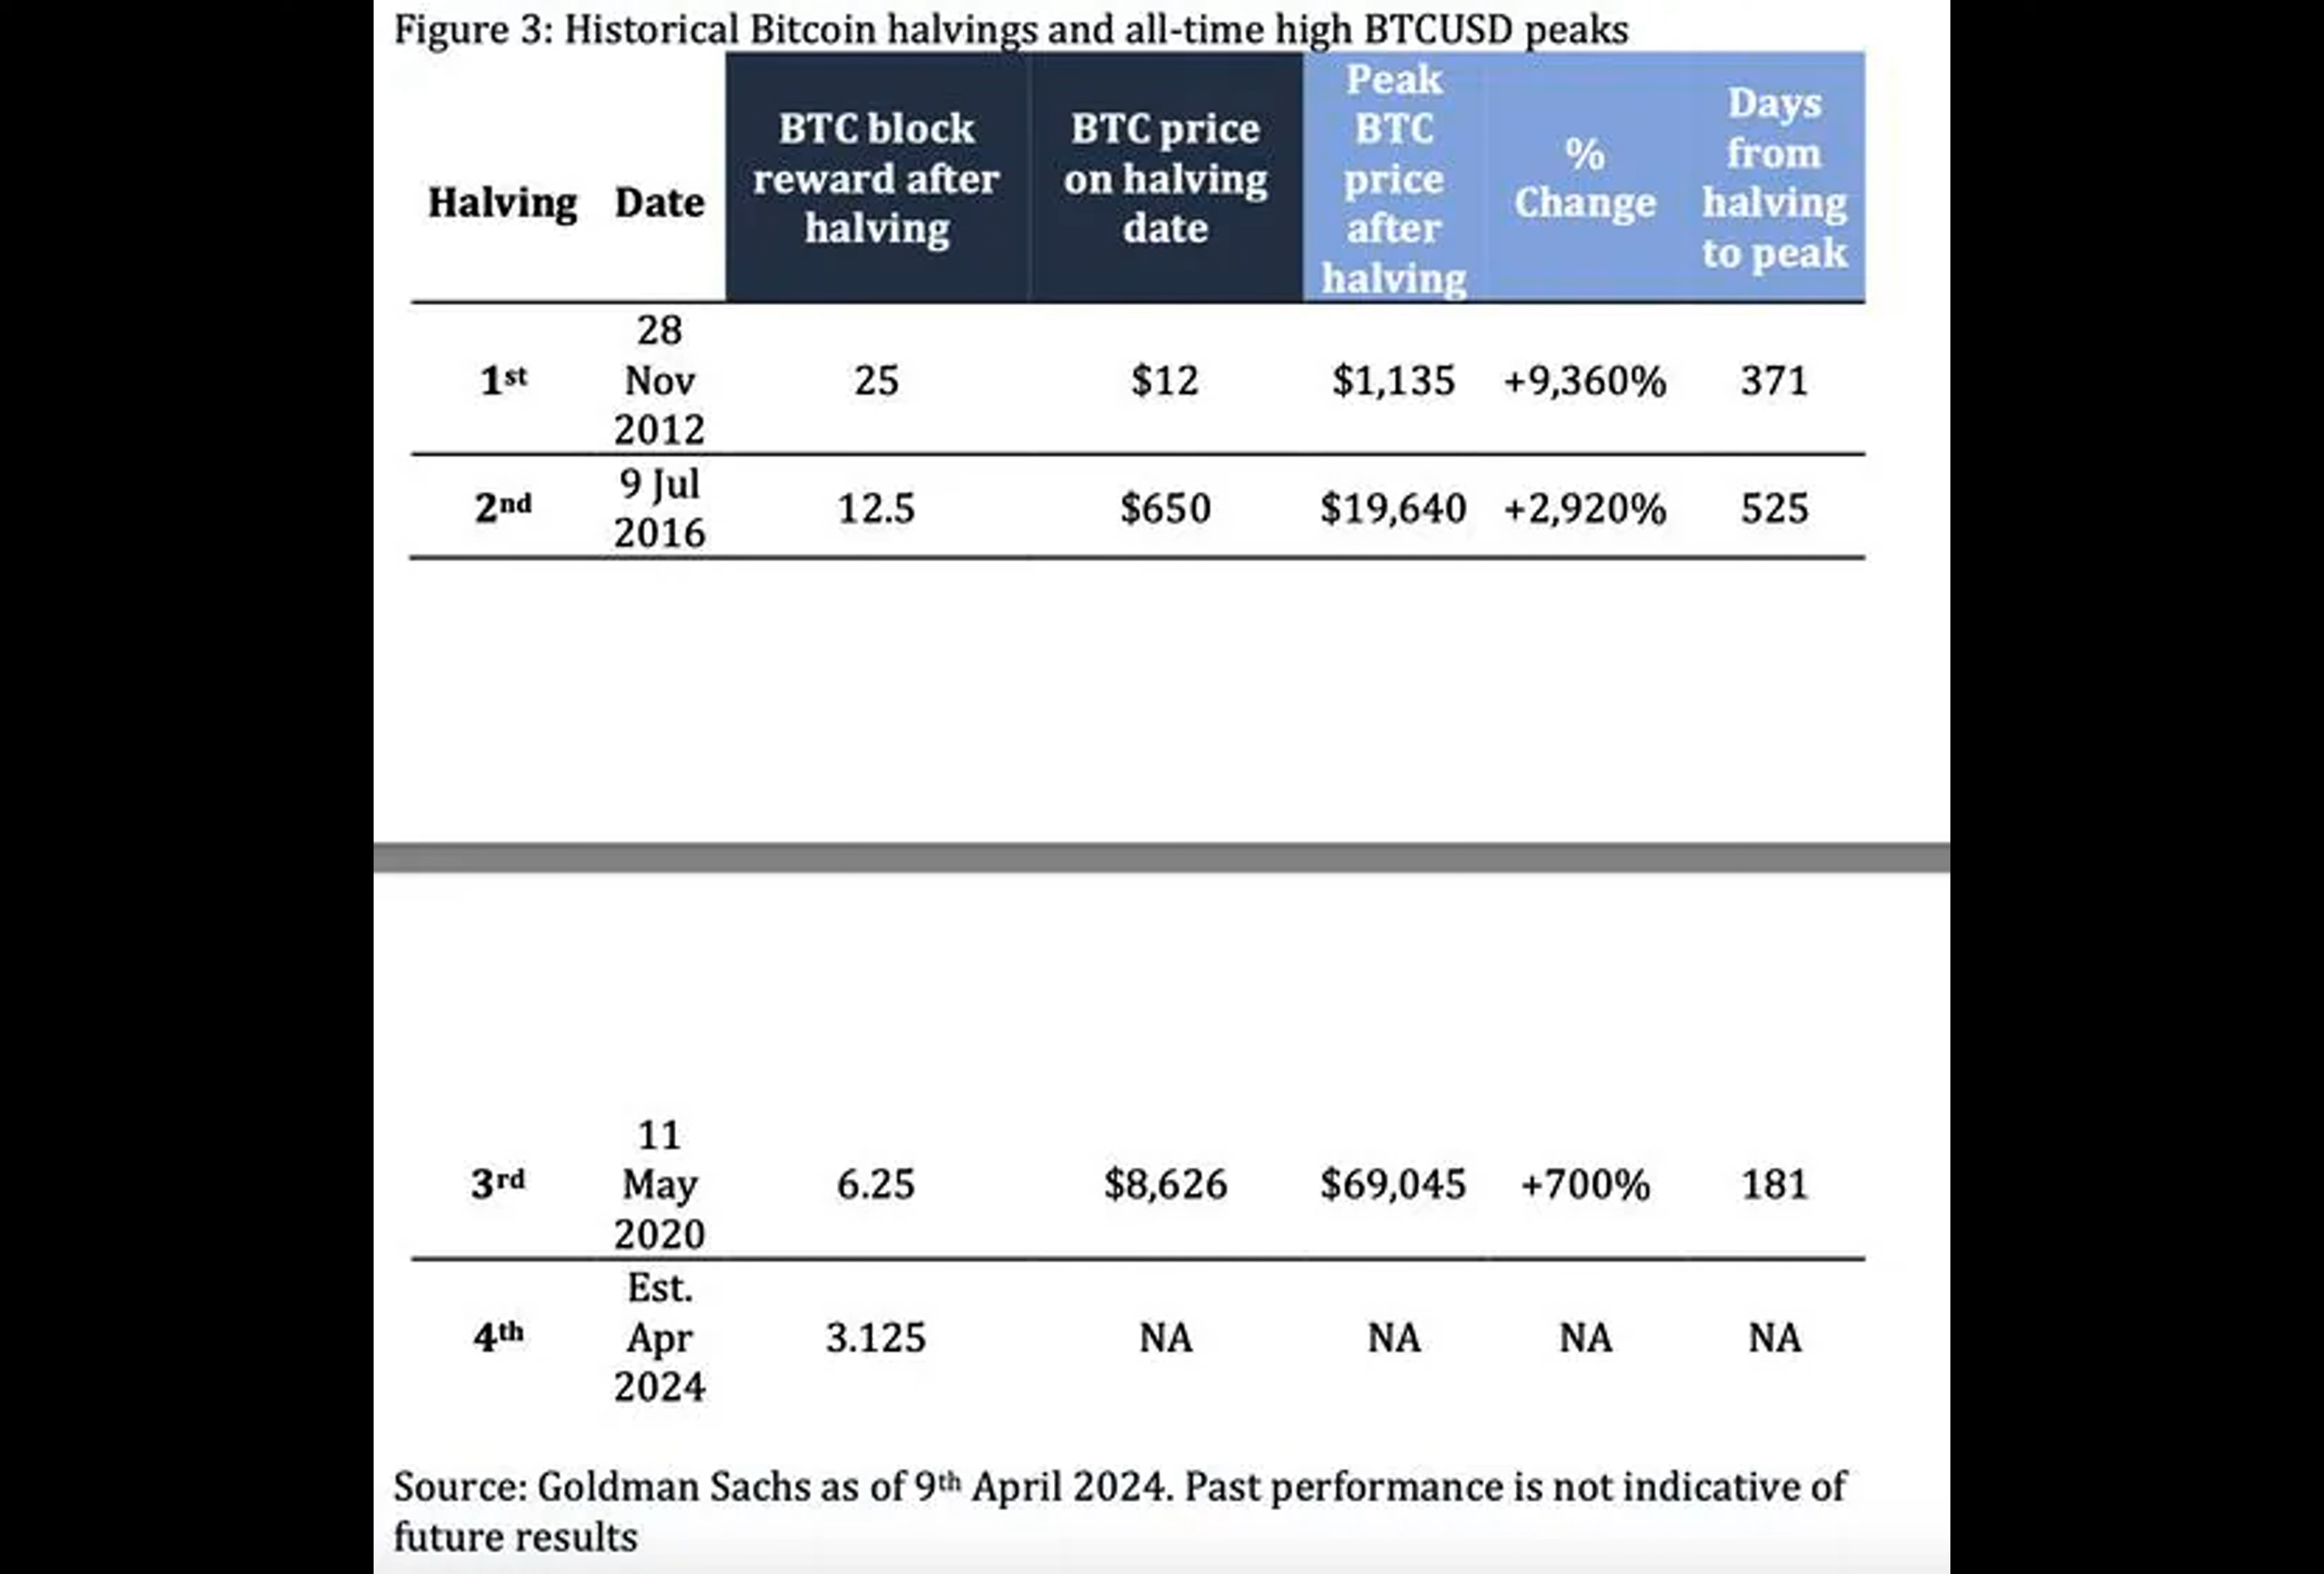 Figure 3: Historical Bitcoin halvings and all-time high BTCUSD peaks
Halving
Date
BTC block
reward after
halving
BTC price
on halving
date
Peak
BTC
price
after
halving
%
Change
Days
from
halving
to peak
1st
28
Nov
2012
25
$12
$1,135
+9,360%
371
2nd
9 Jul
2016
12.5
$650
$19,640
+2,920%
525
3rd
11
May
2020
6.25
$8,626
$69,045
+700%
181
4th
Est.
Apr
2024
3.125
NA
NA
NA
NA
Source: Goldman Sachs as of 9th April 2024. Past performance is not indicative of
future results